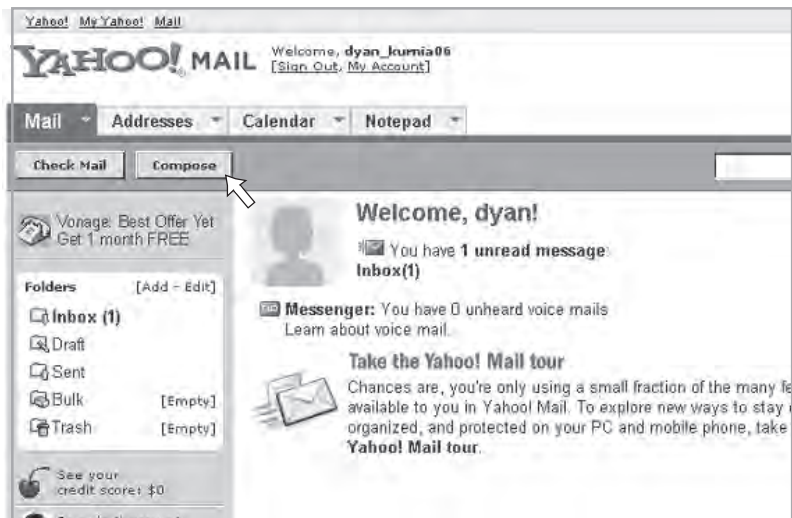 Yahoo! My Yahoo! Mail
YAHOO! MAIL
Welcome, dyan_kurnia06
[Sign Out, My Account]
Mail Addresses Calendar Notepad
Check Mail Compose
Vonage: Best Offer Yet
Get 1 month FREE
Folders [Add - Edit]
Inbox (1)
Draft
Sent
Bulk [Empty]
Trash [Empty]
See your
credit score: $0
Welcome, dyan!
You have 1 unread message:
Inbox(1)
Messenger: You have 0 unheard voice mails
Learn about voice mail.
Take the Yahoo! Mail tour
Chances are, you're only using a small fraction of the many
available to you in Yahoo! Mail. To explore new ways to stay
organized, and protected on your PC and mobile phone, take
Yahoo! Mail tour.